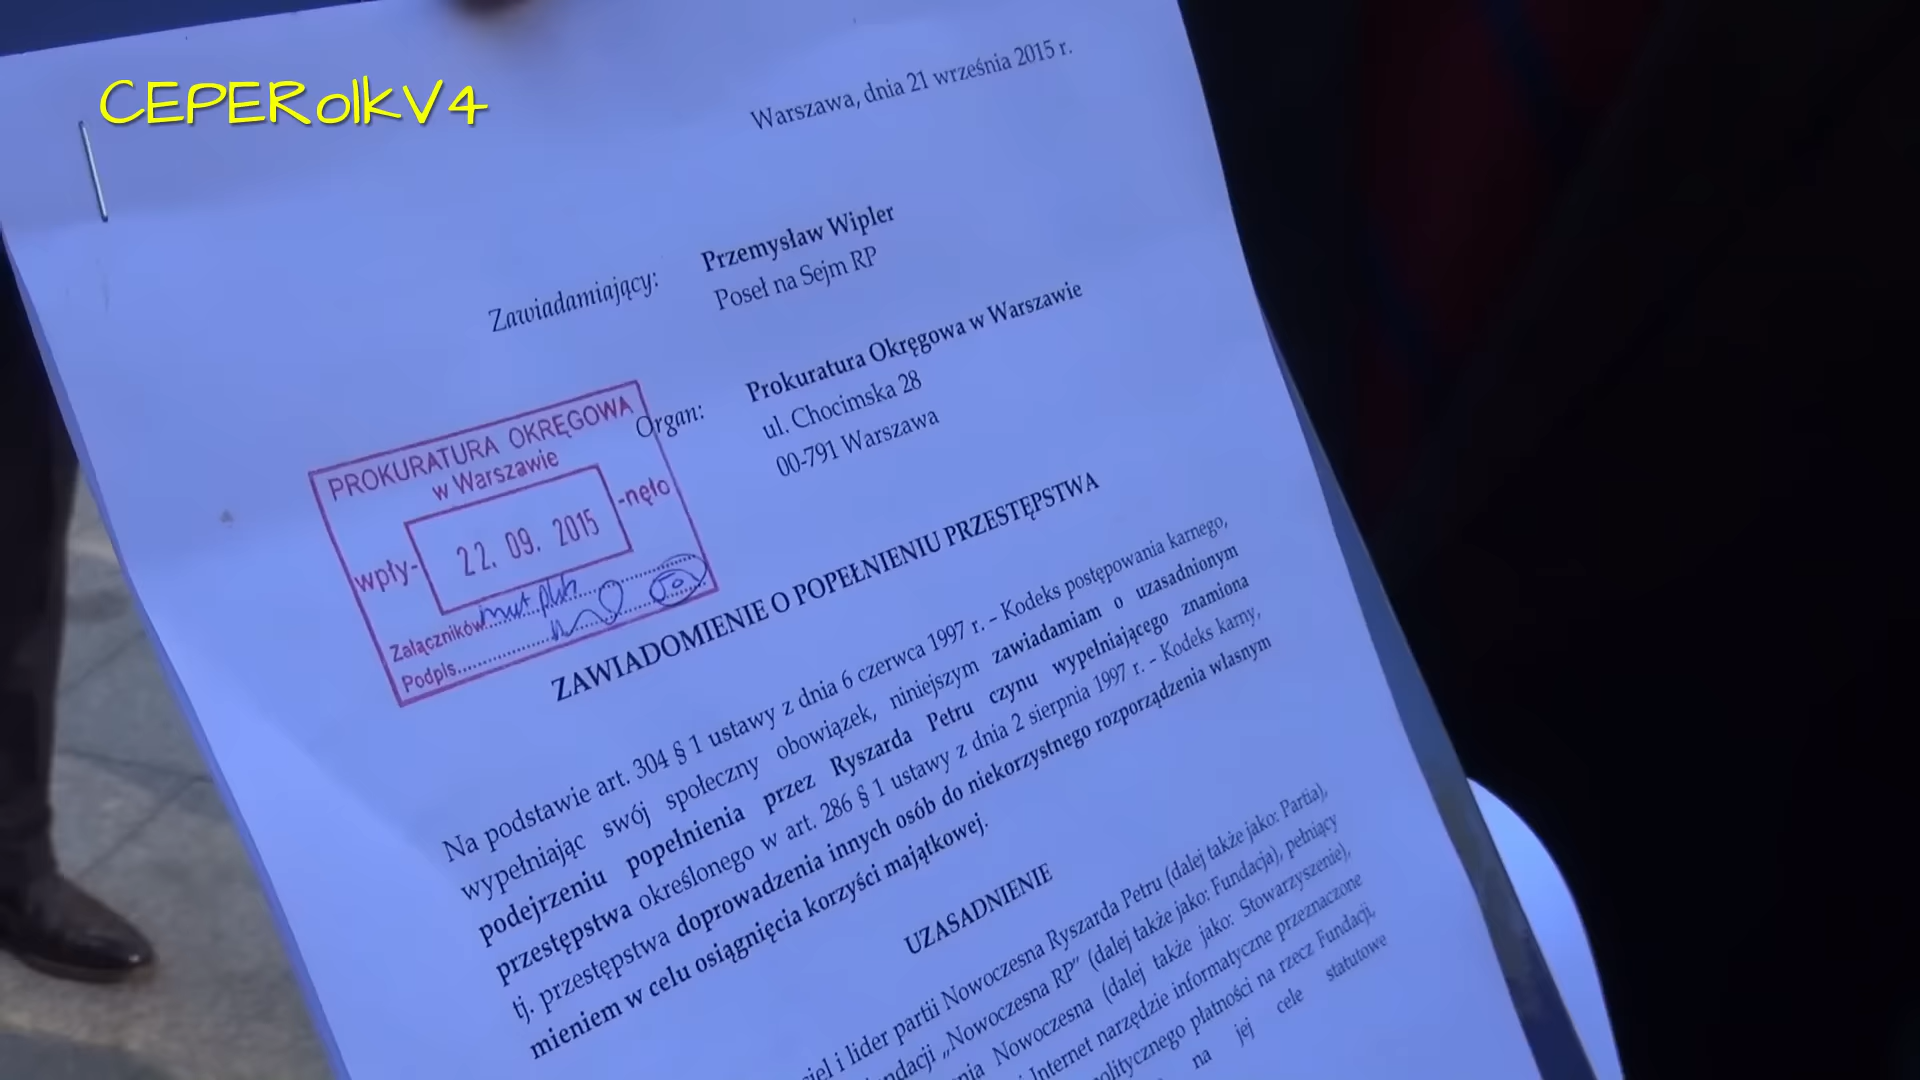 CEPERolkV4
Warszawa, dnia 21 września 2015 r.
Zawiadamiający:
Przemysław Wipler
Poseł na Sejm RP
Organ:
Prokuratura Okręgowa w Warszawie
ul. Chocimska 28
00-791 Warszawa
PROKURATURA OKRĘGOWA
w Warszawie
wpły-
22. 09. 2015
-nęło
Załączników
Podpis
ZAWIADOMIENIE O POPEŁNIENIU PRZESTĘPSTWA
Na podstawie art. 304 § 1 ustawy z dnia 6 czerwca 1997 r. – Kodeks postępowania karnego,
wypełniając swój społeczny obowiązek, niniejszym zawiadamiam o uzasadnionym
podejrzeniu popełnienia przez Ryszarda Petru czynu wypełniającego znamiona
przestępstwa określonego w art. 286 § 1 ustawy z dnia 2 sierpnia 1997 r. – Kodeks karny,
tj. przestępstwa doprowadzenia innych osób do niekorzystnego rozporządzenia własnym
mieniem w celu osiągnięcia korzyści majątkowej.
UZASADNIENIE
i lider partii Nowoczesna Ryszarda Petru (dalej także jako: Partia),
„Nowoczesna RP” (dalej także jako: Fundacja), pełniący
Nowoczesna (dalej także jako: Stowarzyszenie),
Internet narzędzie informatyczne przeznaczone
płatności na rzecz Fundacji,
na jej cele statutowe